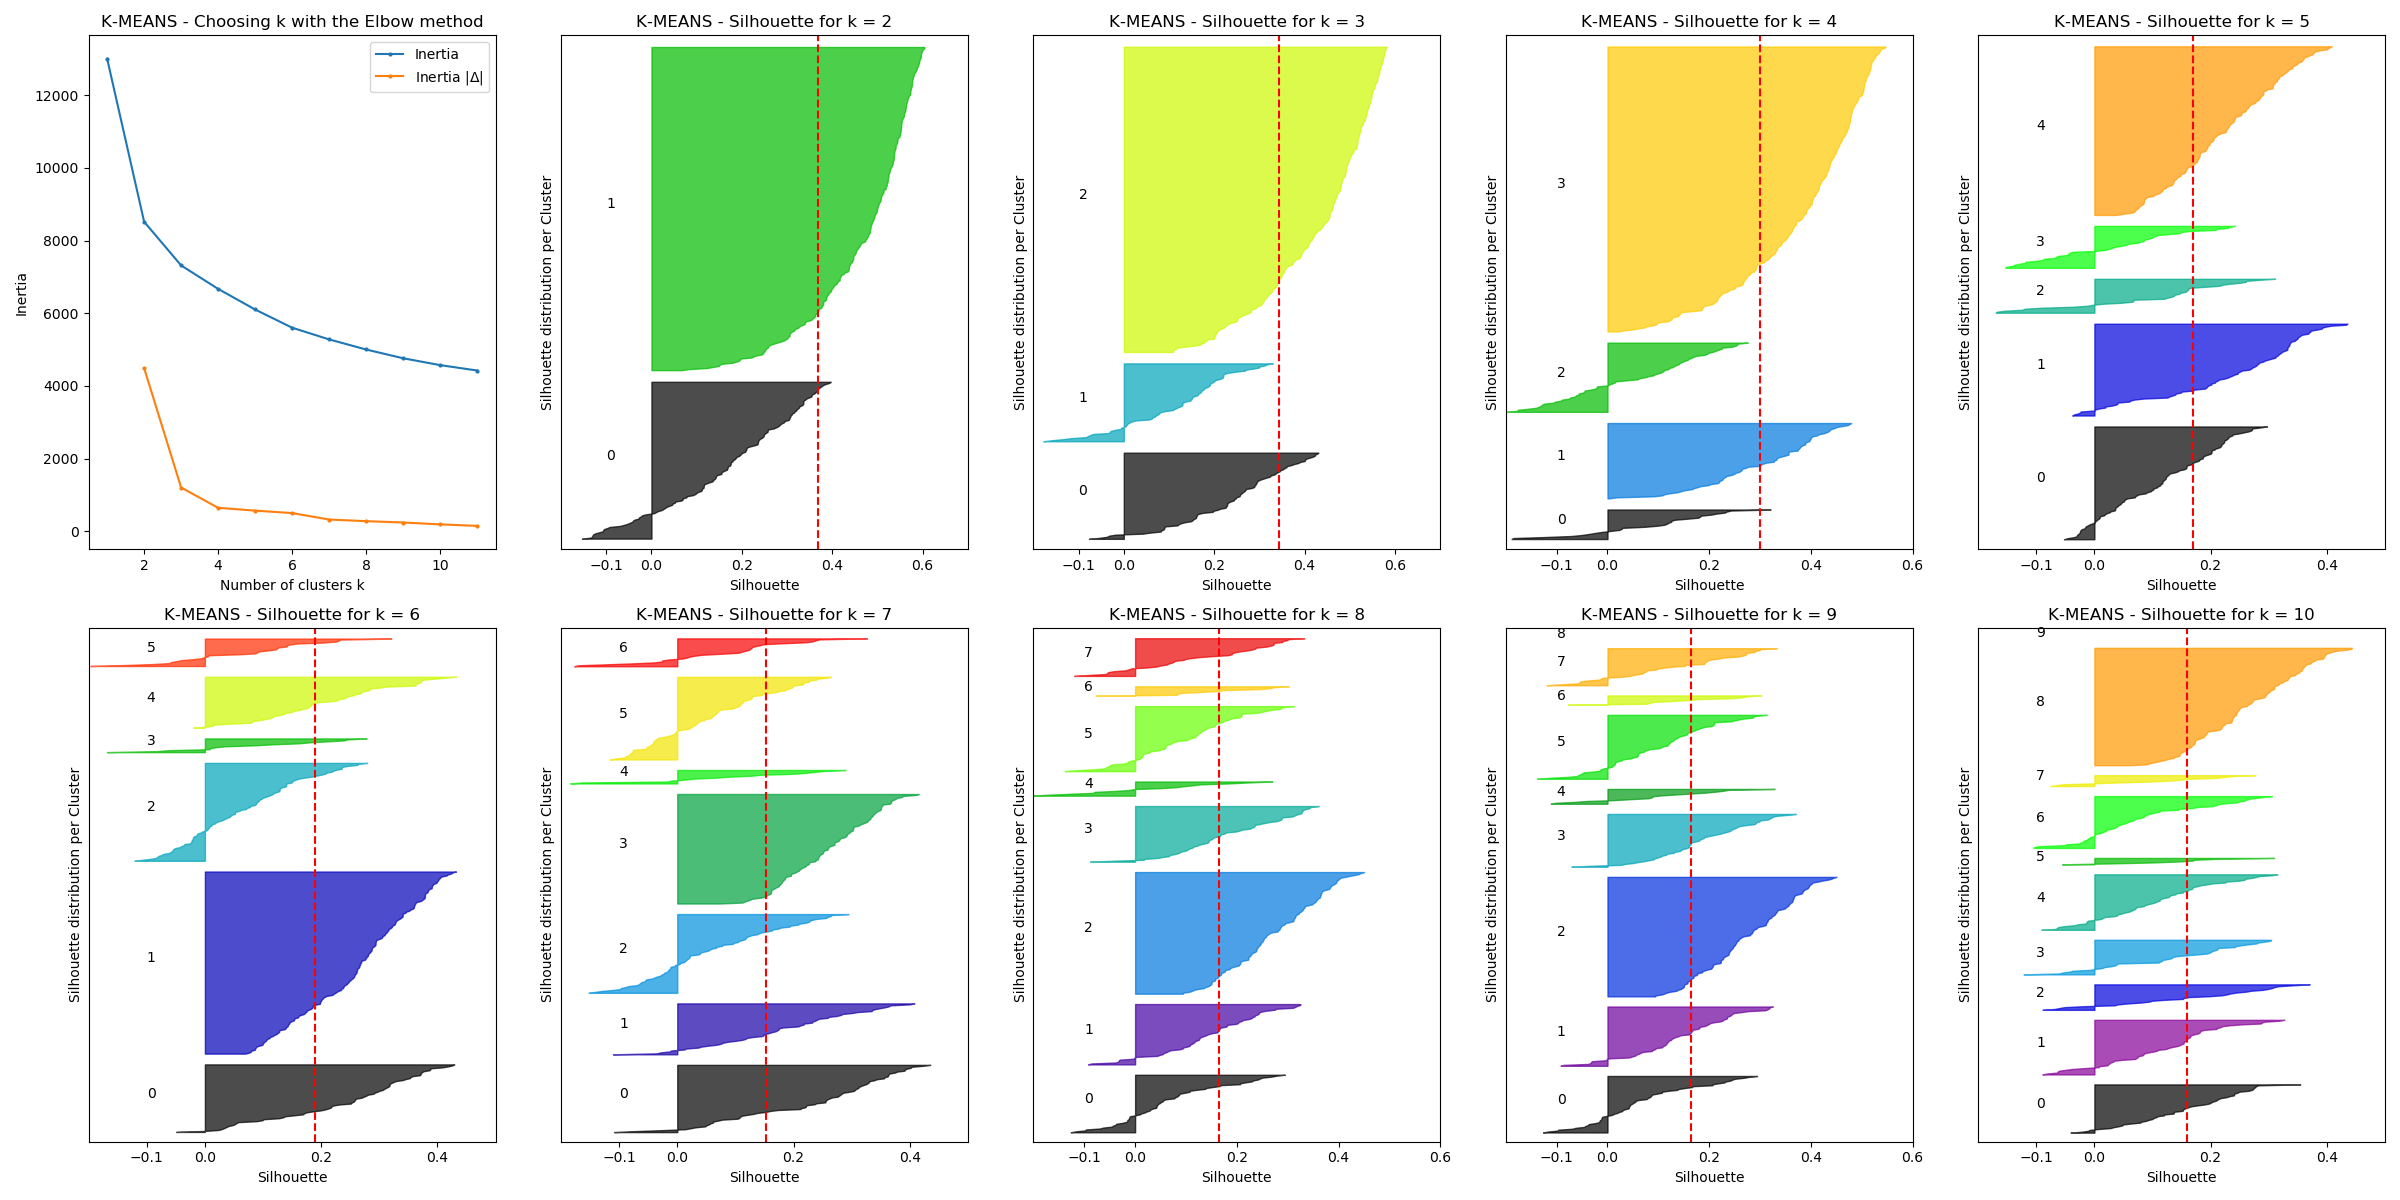 K-MEANS - Choosing k with the Elbow method
Inertia
Inertia |Δ|
12000
10000
8000
6000
4000
2000
0
Inertia
2 4 6 8 10
Number of clusters k
K-MEANS - Silhouette for k = 2
Silhouette distribution per Cluster
1
0
−0.1 0.0 0.2 0.4 0.6
Silhouette
K-MEANS - Silhouette for k = 3
Silhouette distribution per Cluster
2
1
0
−0.1 0.0 0.2 0.4 0.6
Silhouette
K-MEANS - Silhouette for k = 4
Silhouette distribution per Cluster
3
2
1
0
−0.1 0.0 0.2 0.4 0.6
Silhouette
K-MEANS - Silhouette for k = 5
Silhouette distribution per Cluster
4
3
2
1
0
−0.1 0.0 0.2 0.4
Silhouette
K-MEANS - Silhouette for k = 6
Silhouette distribution per Cluster
5
4
3
2
1
0
−0.1 0.0 0.2 0.4
Silhouette
K-MEANS - Silhouette for k = 7
Silhouette distribution per Cluster
6
5
4
3
2
1
0
−0.1 0.0 0.2 0.4
Silhouette
K-MEANS - Silhouette for k = 8
Silhouette distribution per Cluster
7
6
5
4
3
2
1
0
−0.1 0.0 0.2 0.4 0.6
Silhouette
K-MEANS - Silhouette for k = 9
Silhouette distribution per Cluster
8
7
6
5
4
3
2
1
0
−0.1 0.0 0.2 0.4 0.6
Silhouette
K-MEANS - Silhouette for k = 10
Silhouette distribution per Cluster
9
8
7
6
5
4
3
2
1
0
−0.1 0.0 0.2 0.4
Silhouette